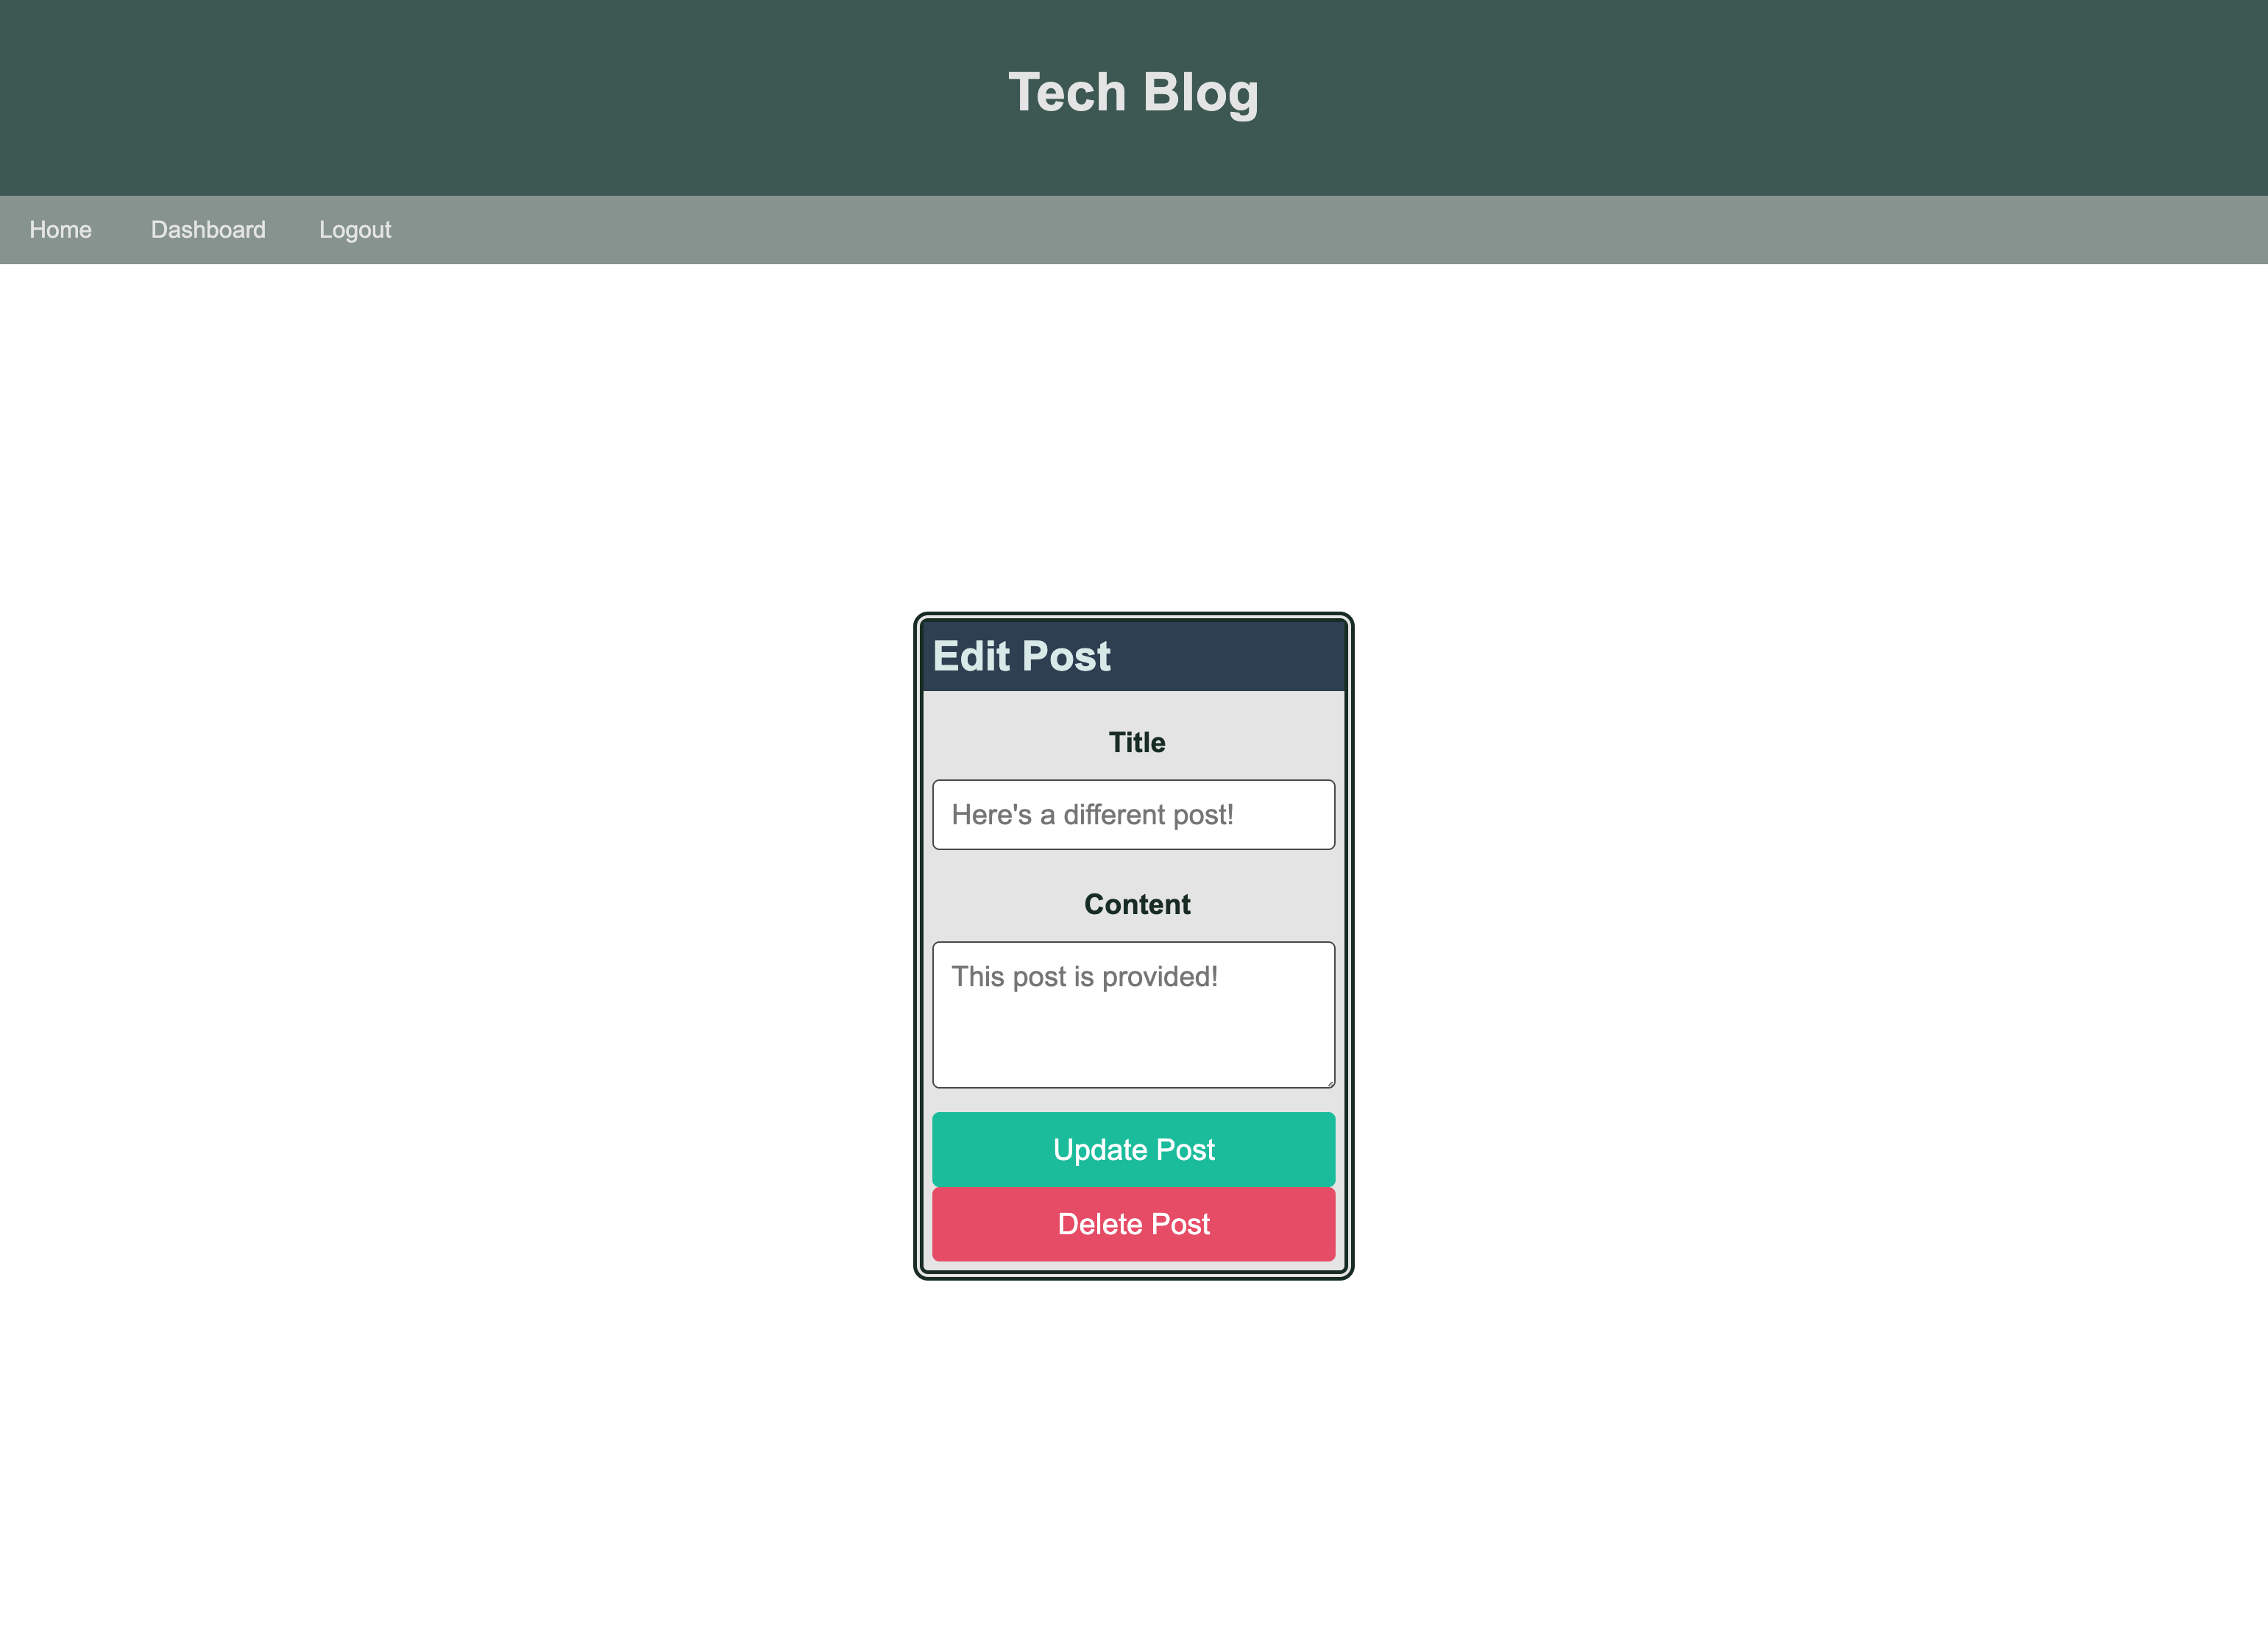 Tech Blog
Home Dashboard Logout
Edit Post
Title
Here's a different post!
Content
This post is provided!
Update Post
Delete Post